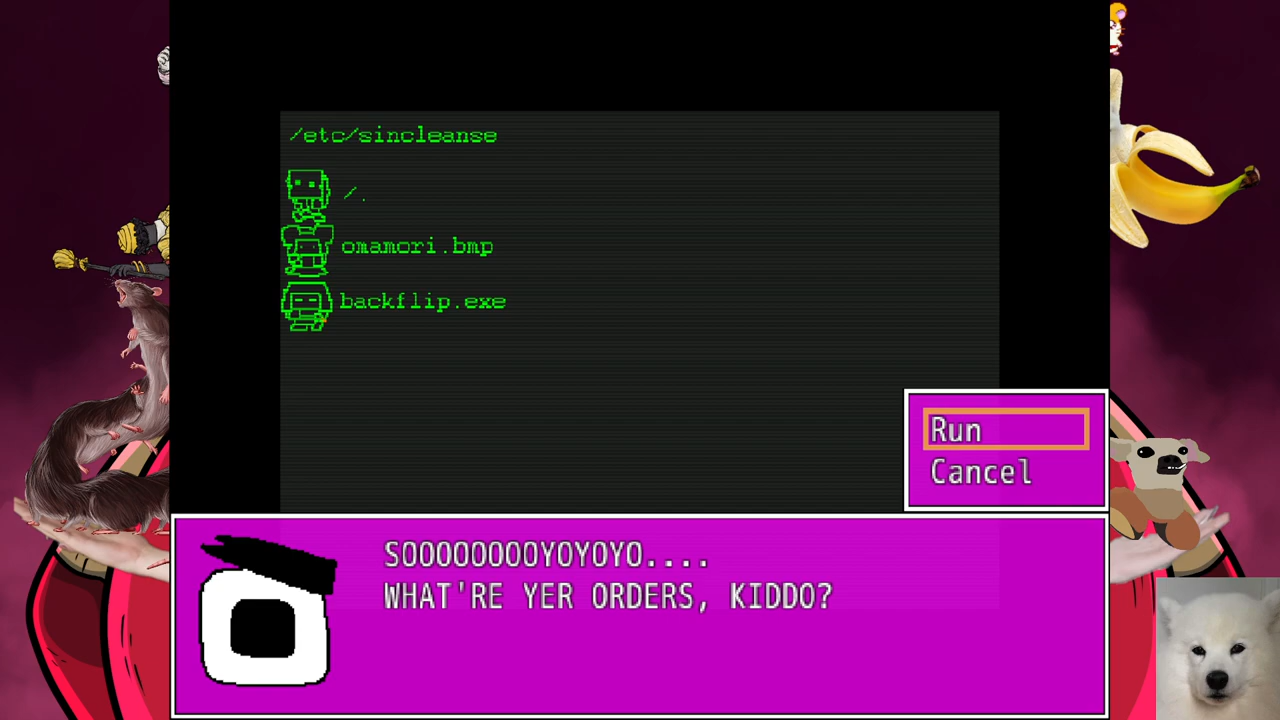 /etc/sincleanse
/.
omamori.bmp
backflip.exe
Run
Cancel
SOOOOOOOOYOYOYO....
WHAT'RE YER ORDERS, KIDDO?